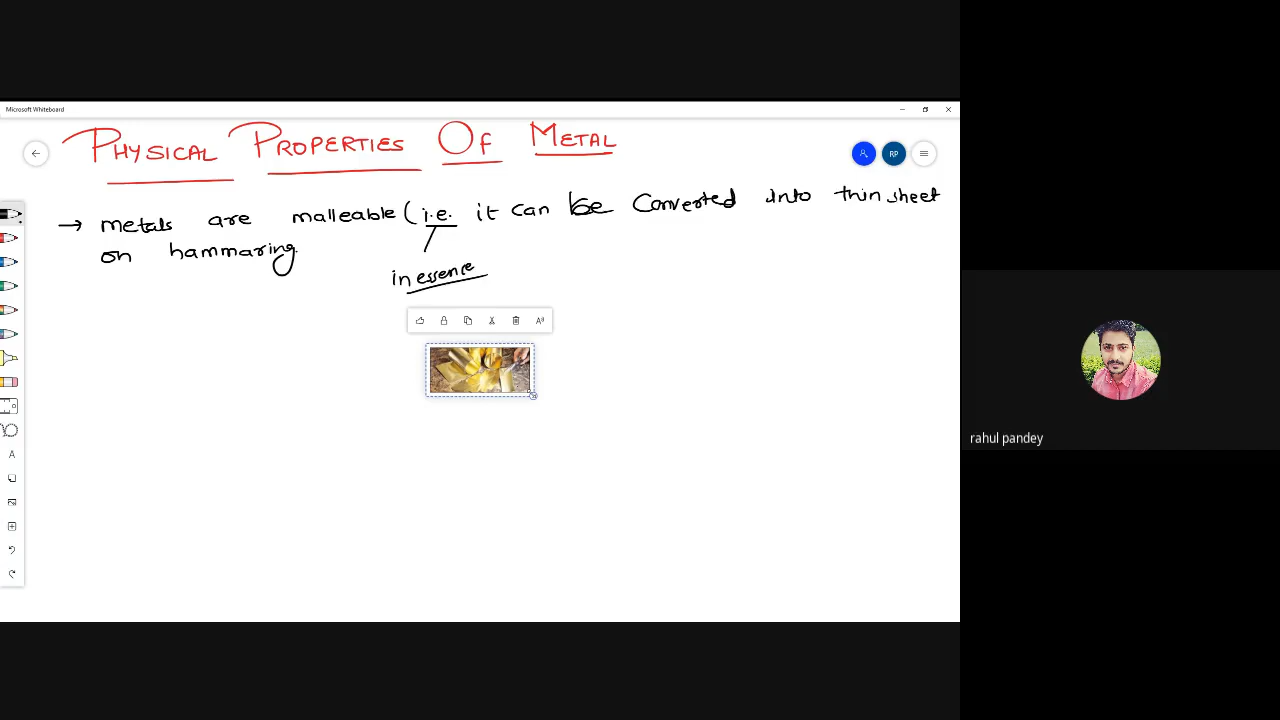 Microsoft Whiteboard
PHYSICAL PROPERTIES OF METAL
RP
→ metals are malleable ( i.e. it can be Converted into thin sheet
on hammaring.
in essence
A
rahul pandey